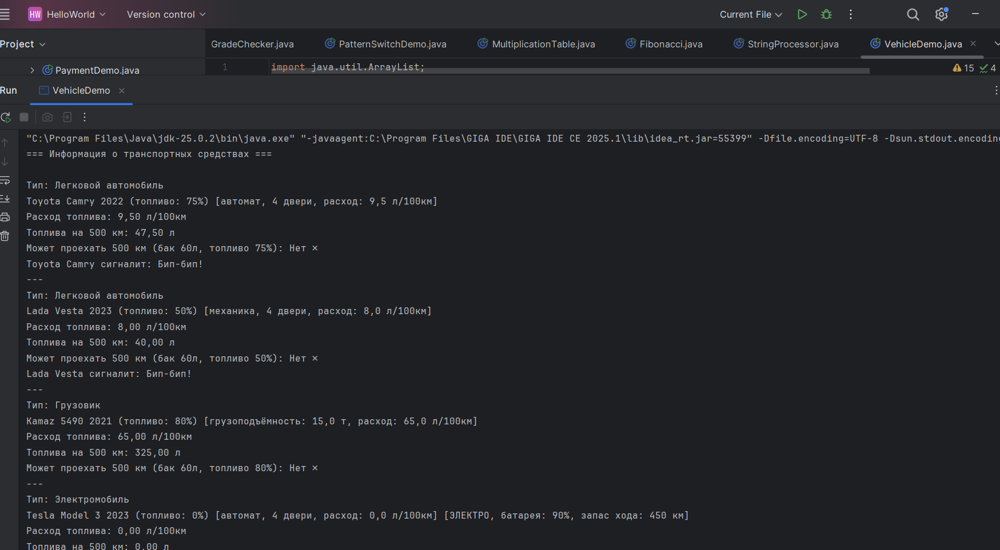 HW HelloWorld Version control Current File
Project GradeChecker.java PatternSwitchDemo.java MultiplicationTable.java Fibonacci.java StringProcessor.java VehicleDemo.java
PaymentDemo.java 1 import java.util.ArrayList; 15 4
Run VehicleDemo
"C:\Program Files\Java\jdk-25.0.2\bin\java.exe" "-javaagent:C:\Program Files\GIGA IDE\GIGA IDE CE 2025.1\lib\idea_rt.jar=55399" -Dfile.encoding=UTF-8 -Dsun.stdout.encoding
=== Информация о транспортных средствах ===
Тип: Легковой автомобиль
Toyota Camry 2022 (топливо: 75%) [автомат, 4 двери, расход: 9,5 л/100км]
Расход топлива: 9,50 л/100км
Топлива на 500 км: 47,50 л
Может проехать 500 км (бак 60л, топливо 75%): Нет ×
Toyota Camry сигналит: Бип-бип!
---
Тип: Легковой автомобиль
Lada Vesta 2023 (топливо: 50%) [механика, 4 двери, расход: 8,0 л/100км]
Расход топлива: 8,00 л/100км
Топлива на 500 км: 40,00 л
Может проехать 500 км (бак 60л, топливо 50%): Нет ×
Lada Vesta сигналит: Бип-бип!
---
Тип: Грузовик
Kamaz 5490 2021 (топливо: 80%) [грузоподъёмность: 15,0 т, расход: 65,0 л/100км]
Расход топлива: 65,00 л/100км
Топлива на 500 км: 325,00 л
Может проехать 500 км (бак 60л, топливо 80%): Нет ×
---
Тип: Электромобиль
Tesla Model 3 2023 (топливо: 0%) [автомат, 4 двери, расход: 0,0 л/100км] [ЭЛЕКТРО, батарея: 90%, запас хода: 450 км]
Расход топлива: 0,00 л/100км
Топлива на 500 км: 0,00 л